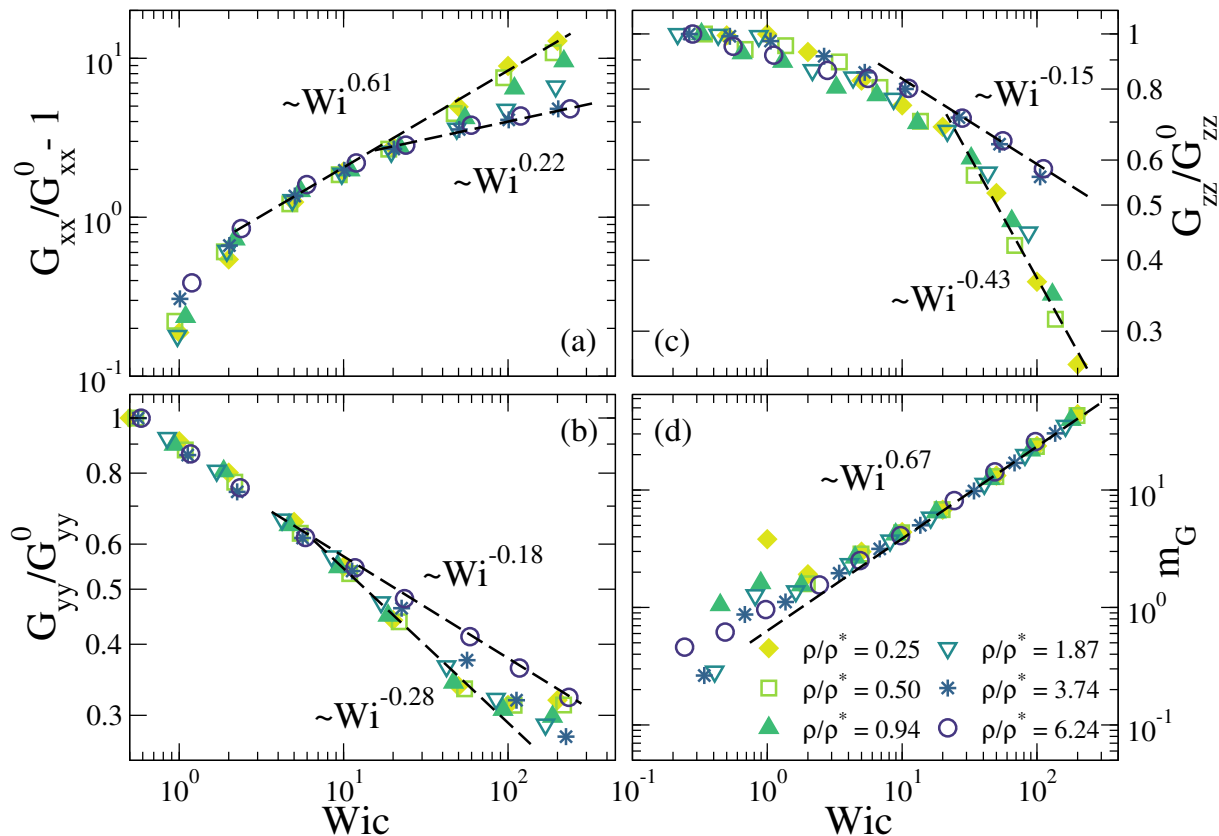 G_xx/G^0_xx - 1
10^1
10^0
10^-1
~Wi^0.61
~Wi^0.22
(a)
1
0.9
0.8
0.7
0.6
0.5
0.4
0.3
G_zz/G^0_zz
~Wi^-0.15
~Wi^-0.43
(c)
G_yy/G^0_yy
1
0.8
0.6
0.5
0.4
0.3
(b)
~Wi^-0.18
~Wi^-0.28
10^0 10^1 10^2
Wic
(d)
~Wi^0.67
10^1
10^0
10^-1
m_G
ρ/ρ* = 0.25 ρ/ρ* = 1.87
ρ/ρ* = 0.50 ρ/ρ* = 3.74
ρ/ρ* = 0.94 ρ/ρ* = 6.24
10^-1 10^0 10^1 10^2
Wic